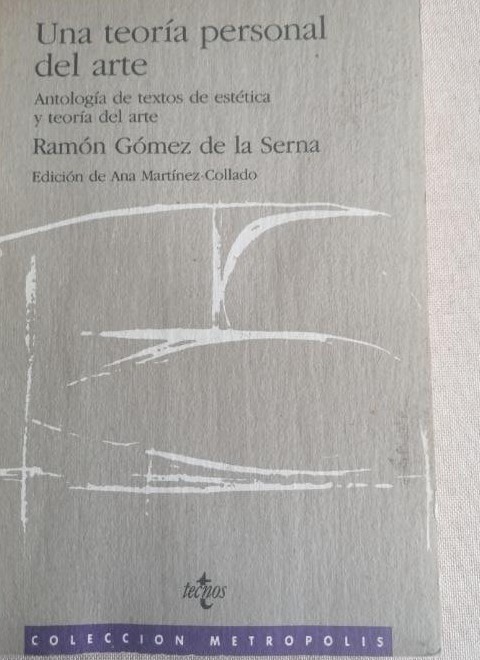 Una teoría personal
del arte
Antología de textos de estética
y teoría del arte
Ramón Gómez de la Serna
Edición de Ana Martínez-Collado
tecnos
COLECCION METROPOLIS